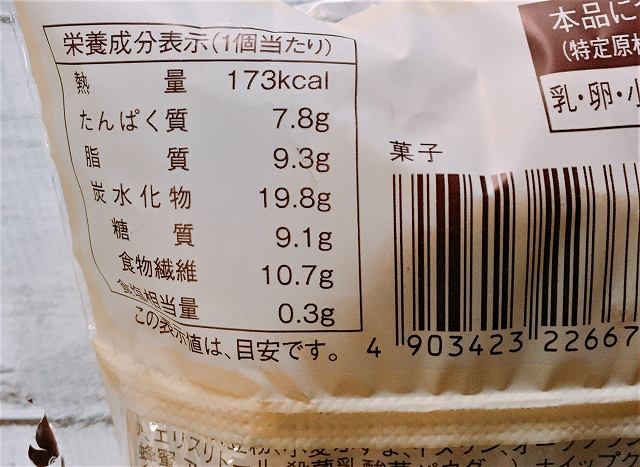 栄養成分表示(1個当たり)
熱量 173kcal
たんぱく質 7.8g
脂質 9.3g
炭水化物 19.8g
糖質 9.1g
食物繊維 10.7g
食塩相当量 0.3g
この表示値は、目安です。
本品に
(特定原材
乳・卵・小
菓子
4 903423 22667